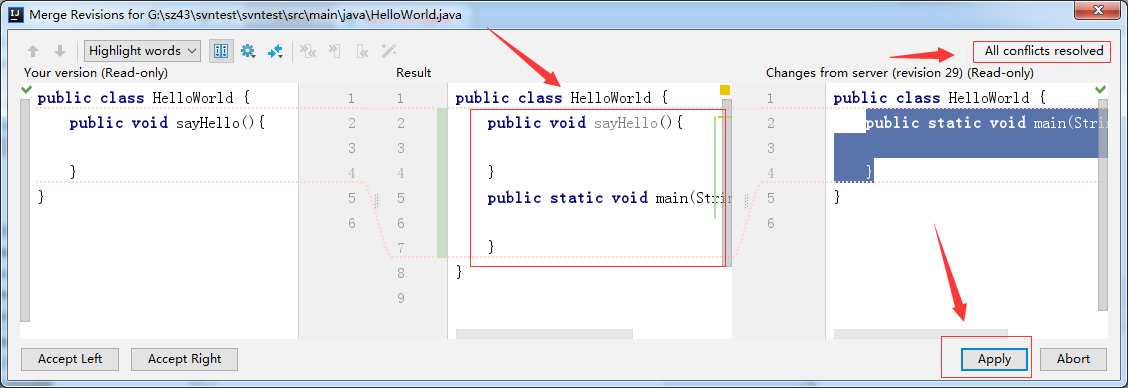 IJ Merge Revisions for G:\sz43\svntest\svntest\src\main\java\HelloWorld.java
Highlight words
All conflicts resolved
Your version (Read-only)
Result
Changes from server (revision 29) (Read-only)
public class HelloWorld {
public void sayHello(){
}
}
1
2
3
4
5
6
1
2
3
4
5
6
7
8
9
public class HelloWorld {
public void sayHello(){
}
public static void main(Strin
}
}
1
2
3
4
5
6
public class HelloWorld {
public static void main(Strin
}
}
Accept Left
Accept Right
Apply
Abort